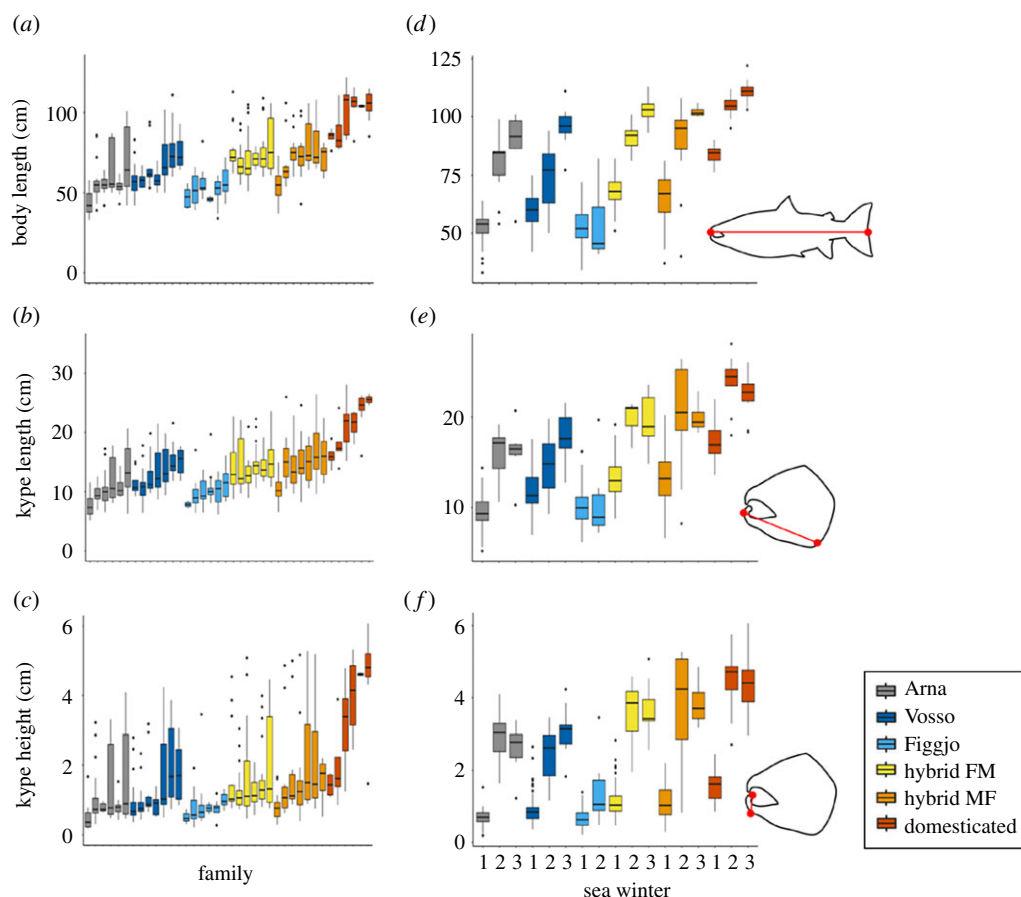 (a)
body length (cm)
100
50
0
(b)
kype length (cm)
30
20
10
0
(c)
kype height (cm)
6
4
2
0
family
(d)
125
100
75
50
(e)
20
10
(f)
6
4
2
0
1 2 3 1 2 3 1 2 1 2 3 1 2 3 1 2 3
sea winter
Arna
Vosso
Figgjo
hybrid FM
hybrid MF
domesticated